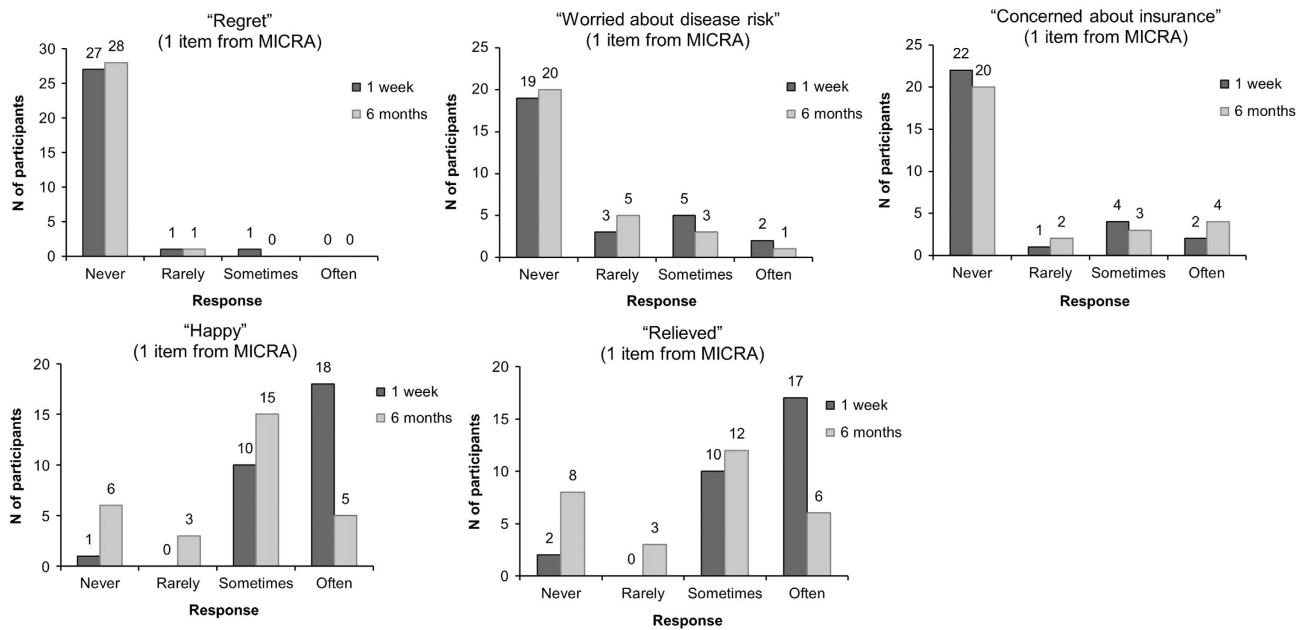 “Regret”
(1 item from MICRA)
N of participants
30
25
20
15
10
5
0
27 28
1 1
1 0
0 0
1 week
6 months
Never Rarely Sometimes Often
Response
“Worried about disease risk”
(1 item from MICRA)
N of participants
25
20
15
10
5
0
19 20
3 5
5 3
2 1
1 week
6 months
Never Rarely Sometimes Often
Response
“Concerned about insurance”
(1 item from MICRA)
N of participants
25
20
15
10
5
0
22 20
1 2
4 3
2 4
1 week
6 months
Never Rarely Sometimes Often
Response
“Happy”
(1 item from MICRA)
N of participants
20
15
10
5
0
1 6
0 3
10 15
18 5
1 week
6 months
Never Rarely Sometimes Often
Response
“Relieved”
(1 item from MICRA)
N of participants
20
15
10
5
0
2 8
0 3
10 12
17 6
1 week
6 months
Never Rarely Sometimes Often
Response